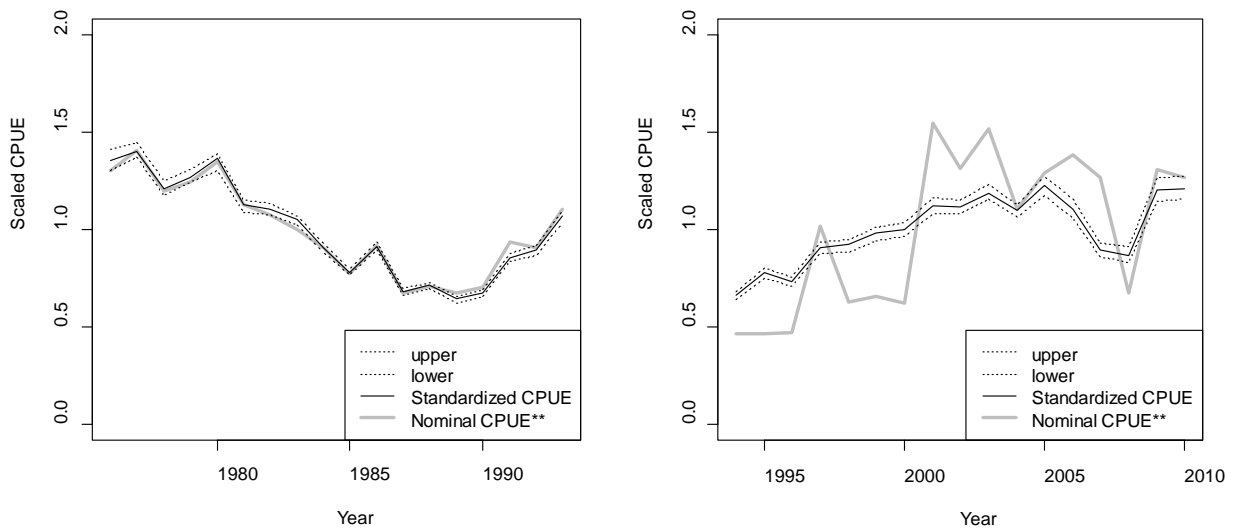 Scaled CPUE
2.0
1.5
1.0
0.5
0.0
upper
lower
Standardized CPUE
Nominal CPUE**
1980
1985
1990
Year
Scaled CPUE
2.0
1.5
1.0
0.5
0.0
upper
lower
Standardized CPUE
Nominal CPUE**
1995
2000
2005
2010
Year